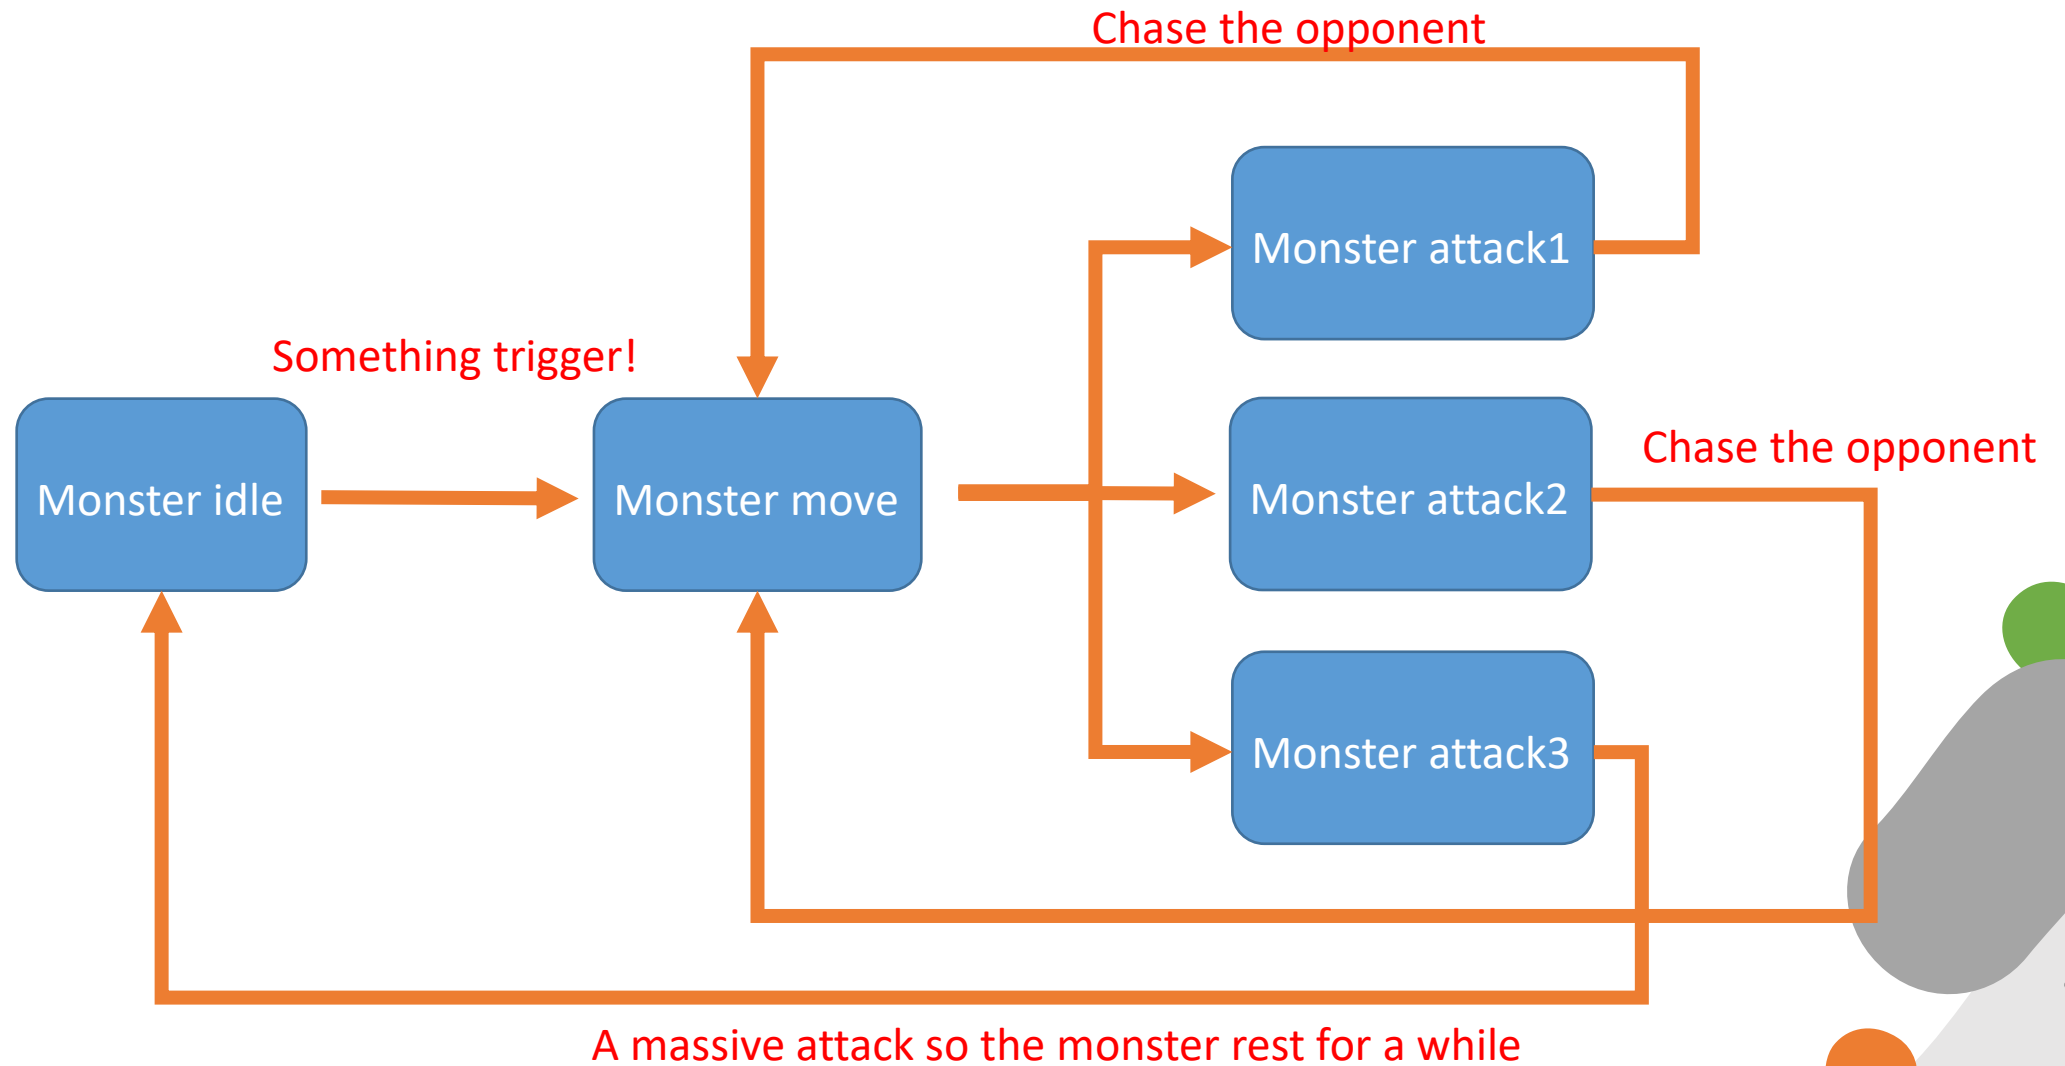 Chase the opponent
Monster attack1
Something trigger!
Monster idle
Monster move
Monster attack2
Chase the opponent
Monster attack3
A massive attack so the monster rest for a while